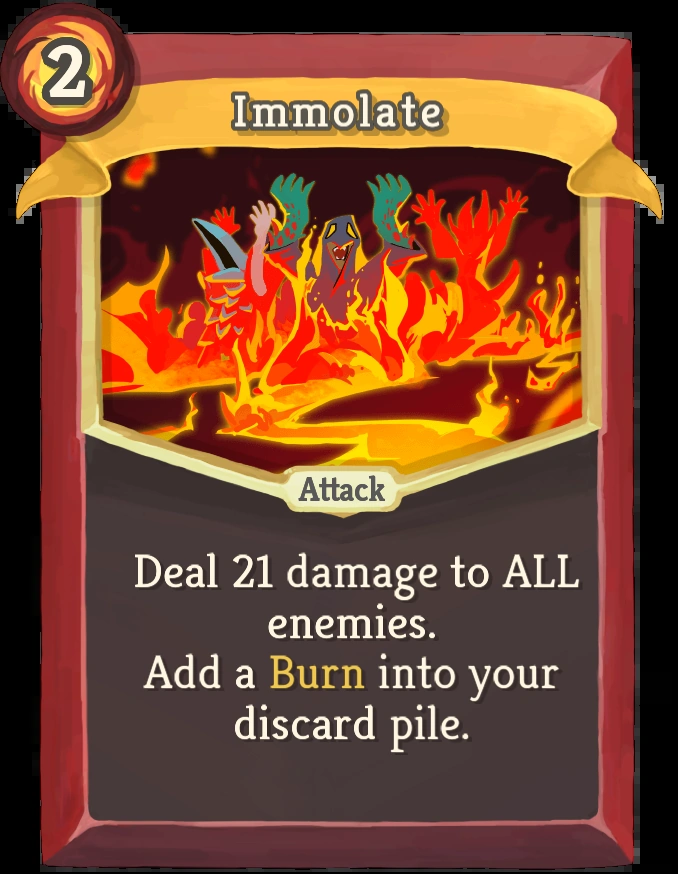 2
Immolate
Attack
Deal 21 damage to ALL
enemies.
Add a Burn into your
discard pile.